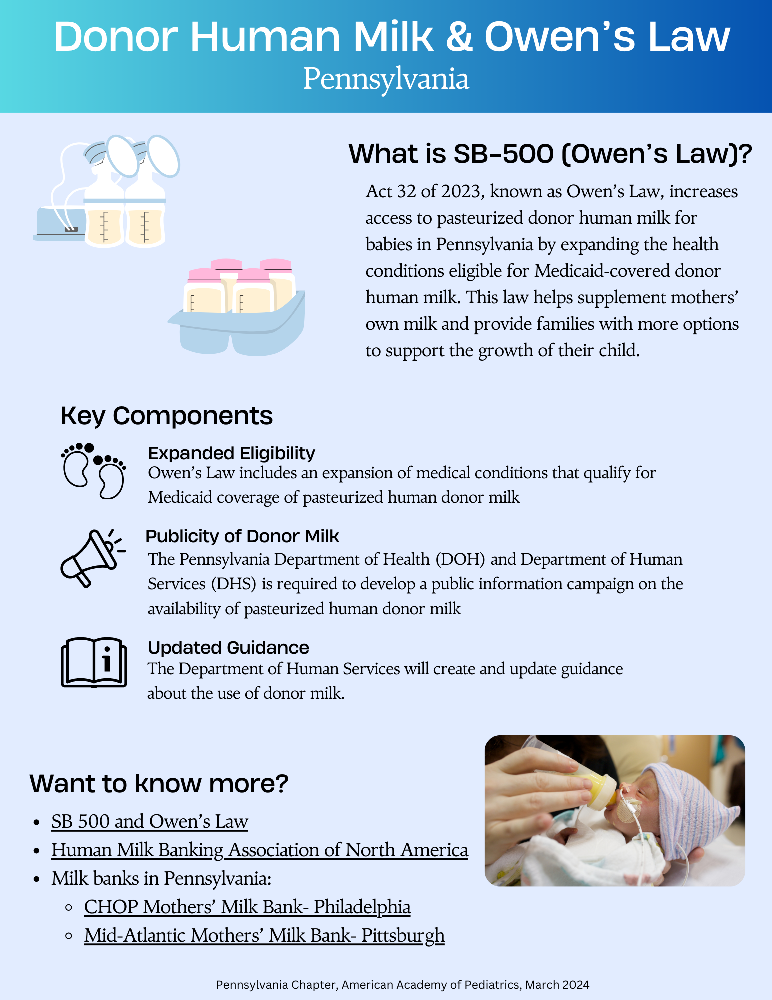 Donor Human Milk & Owen’s Law
Pennsylvania
What is SB-500 (Owen’s Law)?
Act 32 of 2023, known as Owen’s Law, increases
access to pasteurized donor human milk for
babies in Pennsylvania by expanding the health
conditions eligible for Medicaid-covered donor
human milk. This law helps supplement mothers’
own milk and provide families with more options
to support the growth of their child.
Key Components
Expanded Eligibility
Owen’s Law includes an expansion of medical conditions that qualify for
Medicaid coverage of pasteurized human donor milk
Publicity of Donor Milk
The Pennsylvania Department of Health (DOH) and Department of Human
Services (DHS) is required to develop a public information campaign on the
availability of pasteurized human donor milk
Updated Guidance
The Department of Human Services will create and update guidance
about the use of donor milk.
Want to know more?
• SB 500 and Owen’s Law
• Human Milk Banking Association of North America
• Milk banks in Pennsylvania:
◦ CHOP Mothers’ Milk Bank- Philadelphia
◦ Mid-Atlantic Mothers’ Milk Bank- Pittsburgh
Pennsylvania Chapter, American Academy of Pediatrics, March 2024